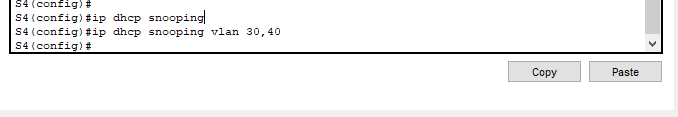 S4(config)#
S4(config)#ip dhcp snooping
S4(config)#ip dhcp snooping vlan 30,40
S4(config)#
Copy
Paste